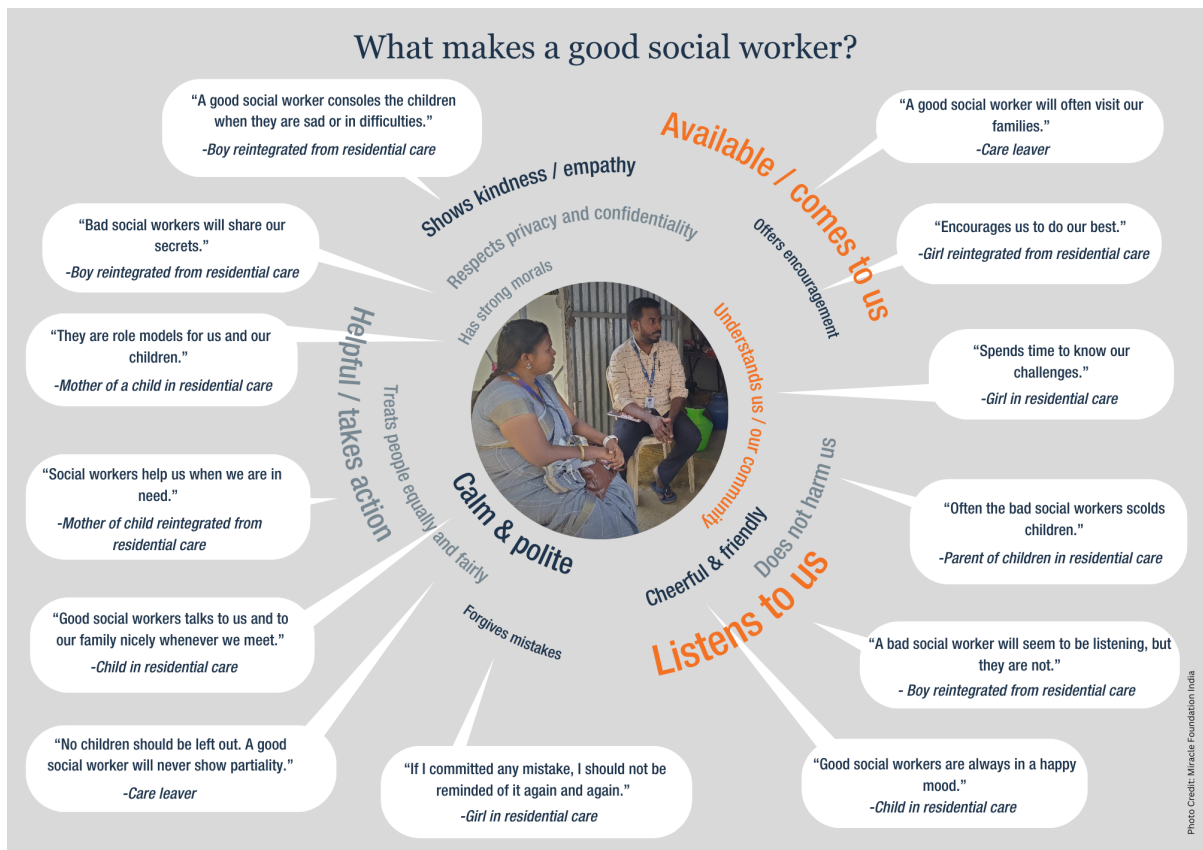 What makes a good social worker?
“A good social worker consoles the children
when they are sad or in difficulties.”
-Boy reintegrated from residential care
“Bad social workers will share our
secrets.”
-Boy reintegrated from residential care
“They are role models for us and our
children.”
-Mother of a child in residential care
“Social workers help us when we are in
need.”
-Mother of child reintegrated from
residential care
“Good social workers talks to us and to
our family nicely whenever we meet.”
-Child in residential care
“No children should be left out. A good
social worker will never show partiality.”
-Care leaver
“If I committed any mistake, I should not be
reminded of it again and again.”
-Girl in residential care
Shows kindness / empathy
Respects privacy and confidentiality
Has strong morals
Helpful / takes action
Treats people equally and fairly
Calm & polite
Forgives mistakes
Available / comes to us
Offers encouragement
Understands us / our community
Does not harm us
Cheerful & friendly
Listens to us
“A good social worker will often visit our
families.”
-Care leaver
“Encourages us to do our best.”
-Girl reintegrated from residential care
“Spends time to know our
challenges.”
-Girl in residential care
“Often the bad social workers scolds
children.”
-Parent of children in residential care
“A bad social worker will seem to be listening, but
they are not.”
- Boy reintegrated from residential care
“Good social workers are always in a happy
mood.”
-Child in residential care
Photo Credit: Miracle Foundation India